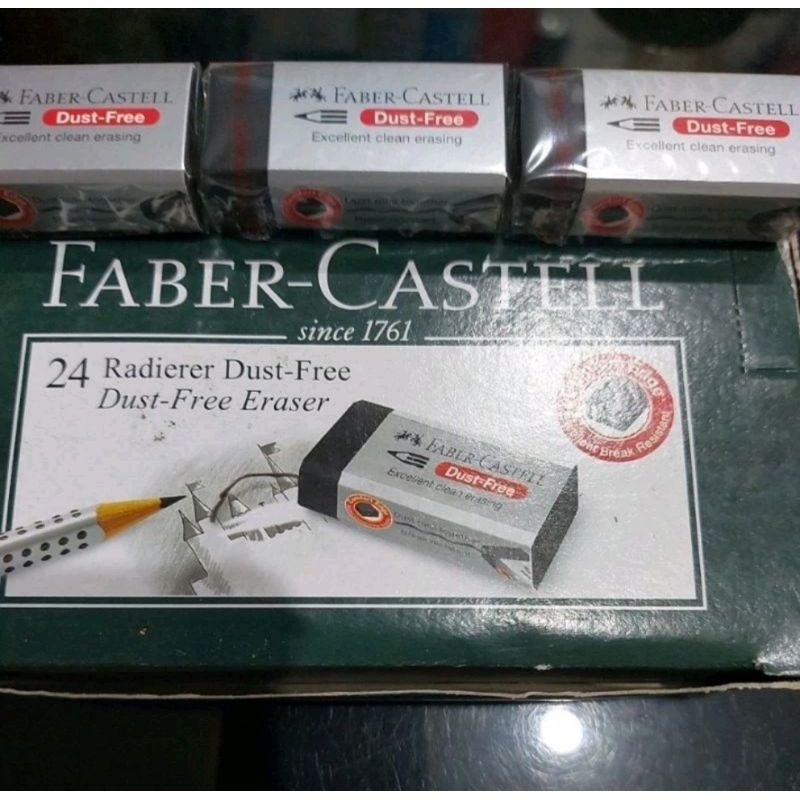 FABER-CASTELL
Dust-Free
Excellent clean erasing
FABER-CASTELL
Dust-Free
Excellent clean erasing
FABER-CASTELL
Dust-Free
Excellent clean erasing
FABER-CASTELL
since 1761
24 Radierer Dust-Free
Dust-Free Eraser
Break Resistant
FABER-CASTELL
Dust-Free
Excellent clean erasing